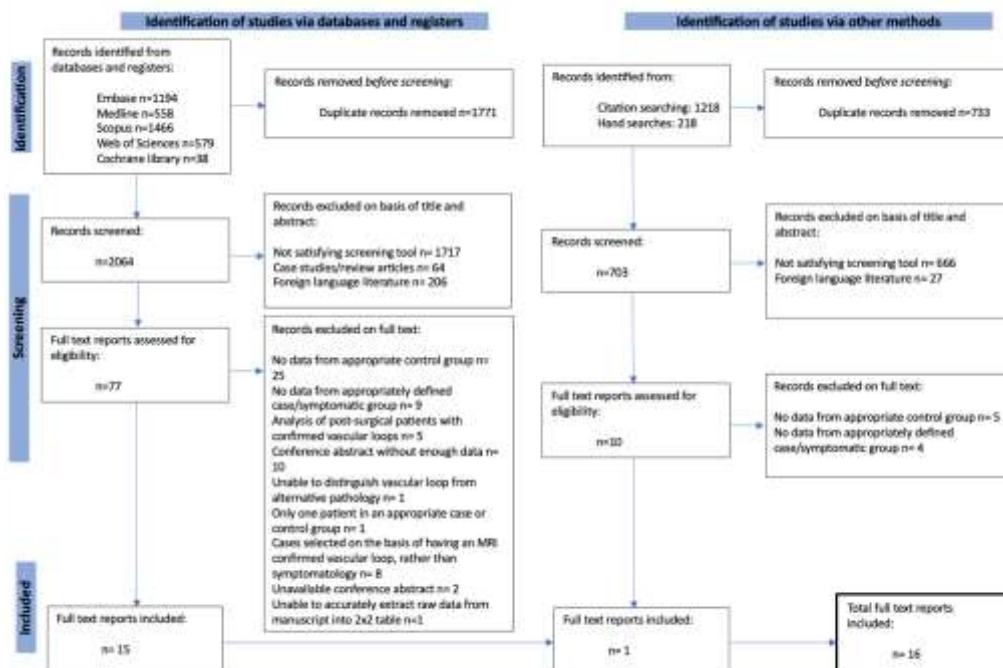 Identification of studies via databases and registers
Identification of studies via other methods
Identification
Records identified from
databases and registers:
Embase n=1194
Medline n=558
Scopus n=1466
Web of Sciences n=579
Cochrane library n=38
Records removed before screening:
Duplicate records removed n=1771
Records identified from:
Citation searching: 1218
Hand searches: 218
Records removed before screening:
Duplicate records removed n=733
Screening
Records screened:
n=2064
Records excluded on basis of title and
abstract:
Not satisfying screening tool n= 1717
Case studies/review articles n= 64
Foreign language literature n= 206
Records screened:
n=703
Records excluded on basis of title and
abstract:
Not satisfying screening tool n= 666
Foreign language literature n= 27
Full text reports assessed for
eligibility:
n=77
Records excluded on full text:
No data from appropriate control group n=
25
No data from appropriately defined
case/symptomatic group n= 9
Analysis of post-surgical patients with
confirmed vascular loops n= 5
Conference abstract without enough data n=
10
Unable to distinguish vascular loop from
alternative pathology n= 1
Only one patient in an appropriate case or
control group n= 1
Cases selected on the basis of having an MRI
confirmed vascular loop, rather than
symptomatology n= 8
Unavailable conference abstract n= 2
Unable to accurately extract raw data from
manuscript into 2x2 table n=1
Full text reports assessed for
eligibility:
n=10
Records excluded on full text:
No data from appropriate control group n= 5
No data from appropriately defined
case/symptomatic group n= 4
Included
Full text reports included:
n= 15
Full text reports included:
n= 1
Total full text reports
included:
n= 16